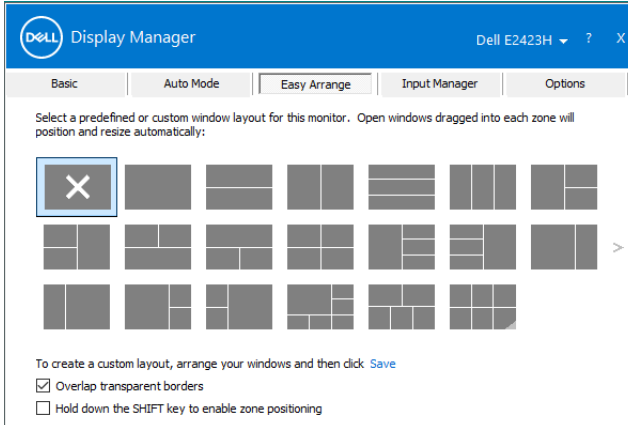 DELL Display Manager
Dell E2423H ? X
Basic Auto Mode Easy Arrange Input Manager Options
Select a predefined or custom window layout for this monitor. Open windows dragged into each zone will
position and resize automatically:
>
To create a custom layout, arrange your windows and then click Save
Overlap transparent borders
Hold down the SHIFT key to enable zone positioning